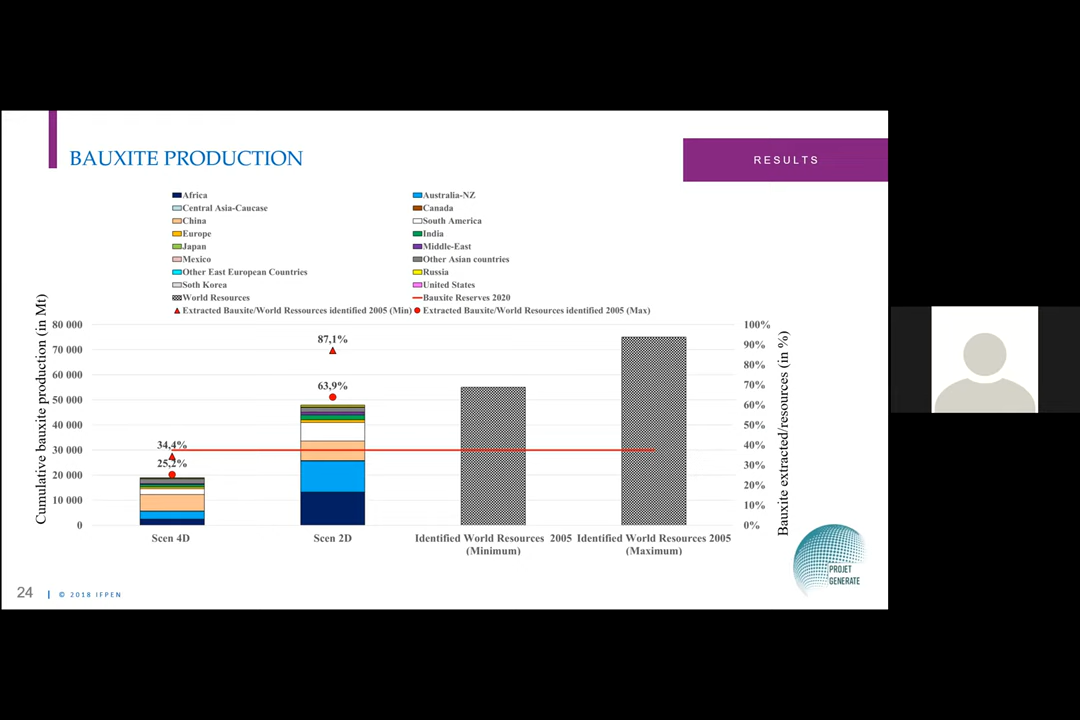 BAUXITE PRODUCTION
RESULTS
Africa
Australia-NZ
Central Asia-Caucase
Canada
China
South America
Europe
India
Japan
Middle-East
Mexico
Other Asian countries
Other East European Countries
Russia
Soth Korea
United States
World Resources
Bauxite Reserves 2020
Extracted Bauxite/World Ressources identified 2005 (Min)
Extracted Bauxite/World Resources identified 2005 (Max)
Cumulative bauxite production (in Mt)
80 000
70 000
60 000
50 000
40 000
30 000
20 000
10 000
0
87,1%
63,9%
34,4%
25,2%
100%
90%
80%
70%
60%
50%
40%
30%
20%
10%
0%
Bauxite extracted/resources (in %)
Scen 4D
Scen 2D
Identified World Resources 2005
(Minimum)
Identified World Resources 2005
(Maximum)
PROJET
GENERATE
24
© 2018 IFPEN